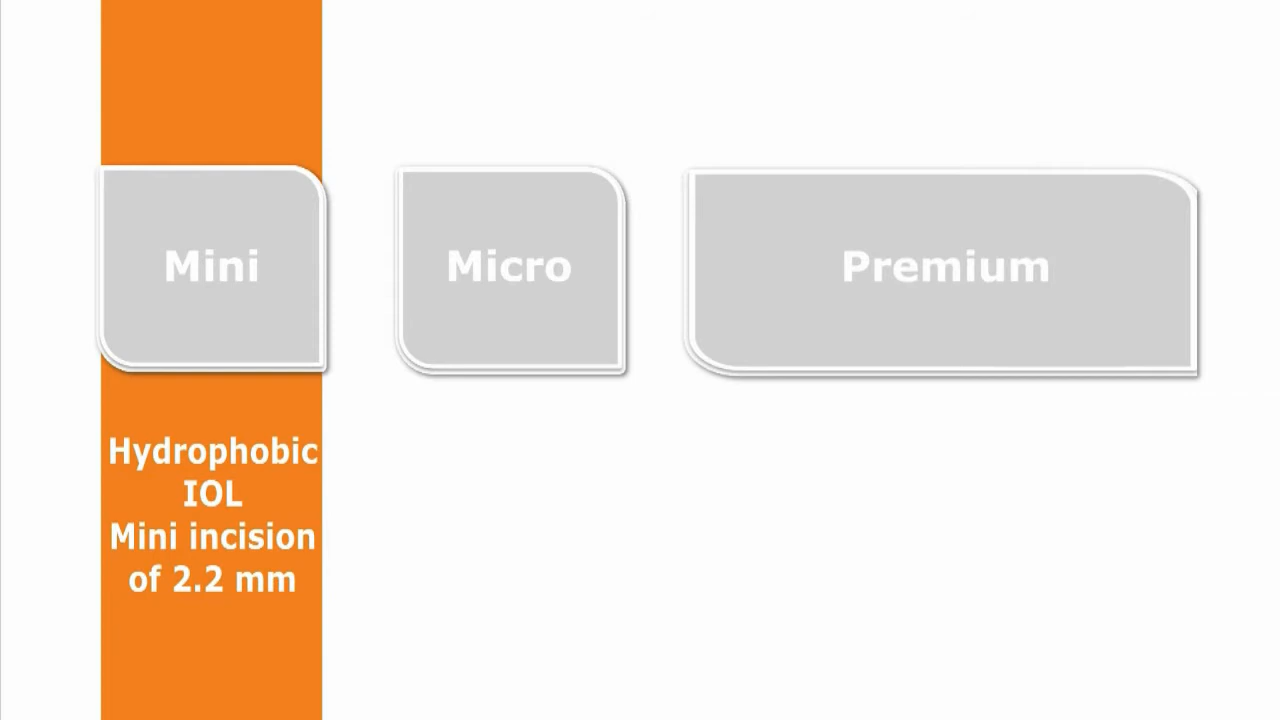 Mini
Micro
Premium
Hydrophobic
IOL
Mini incision
of 2.2 mm